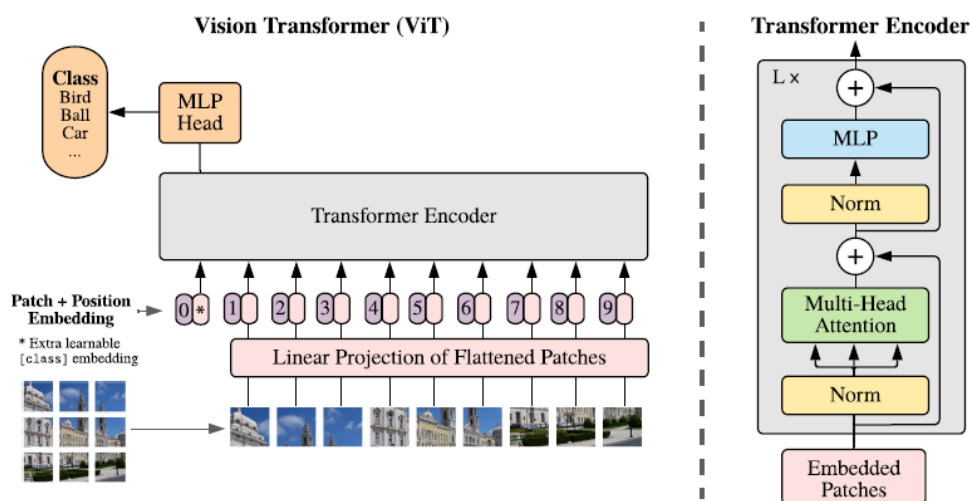 Vision Transformer (ViT)
Class
Bird
Ball
Car
...
MLP
Head
Transformer Encoder
Patch + Position
Embedding
0 *
1
2
3
4
5
6
7
8
9
* Extra learnable
[class] embedding
Linear Projection of Flattened Patches
Transformer Encoder
L ×
+
MLP
Norm
+
Multi-Head
Attention
Norm
Embedded
Patches